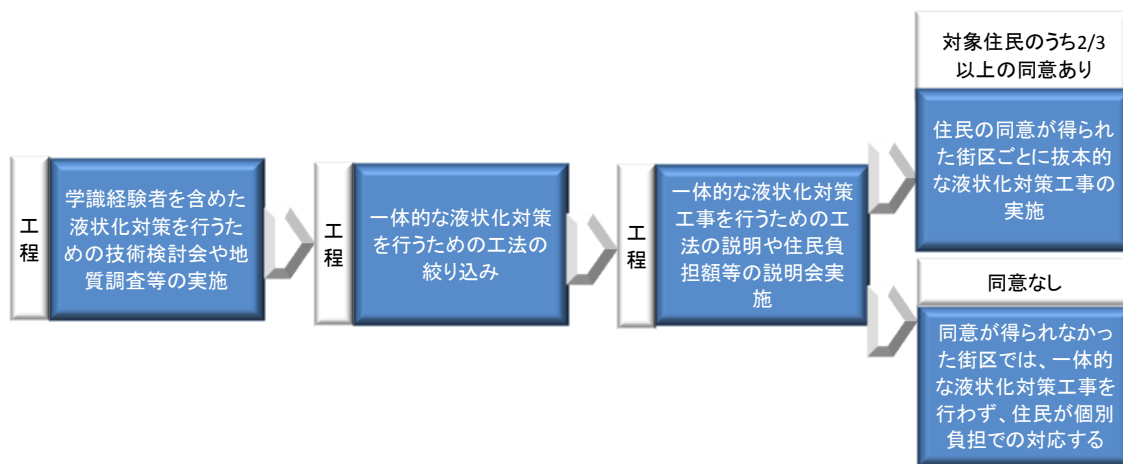 工程
学識経験者を含めた
液状化対策を行うた
めの技術検討会や地
質調査等の実施
工程
一体的な液状化対策
を行うための工法の
絞り込み
工程
一体的な液状化対策
工事を行うための工
法の説明や住民負
担額等の説明会実
施
対象住民のうち2/3
以上の同意あり
住民の同意が得られ
た街区ごとに抜本的
な液状化対策工事の
実施
同意なし
同意が得られなかっ
た街区では、一体的
な液状化対策工事を
行わず、住民が個別
負担での対応する